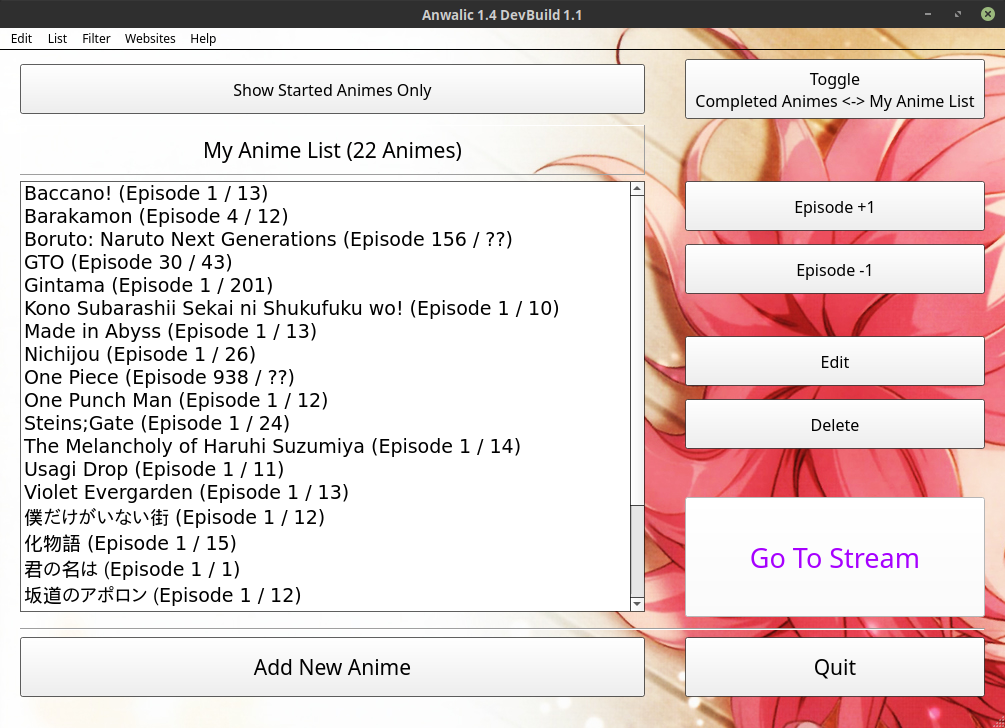 Anwalic 1.4 DevBuild 1.1
Edit List Filter Websites Help
Show Started Animes Only
Toggle
Completed Animes <-> My Anime List
My Anime List (22 Animes)
Baccano! (Episode 1 / 13)
Barakamon (Episode 4 / 12)
Boruto: Naruto Next Generations (Episode 156 / ??)
GTO (Episode 30 / 43)
Gintama (Episode 1 / 201)
Kono Subarashii Sekai ni Shukufuku wo! (Episode 1 / 10)
Made in Abyss (Episode 1 / 13)
Nichijou (Episode 1 / 26)
One Piece (Episode 938 / ??)
One Punch Man (Episode 1 / 12)
Steins;Gate (Episode 1 / 24)
The Melancholy of Haruhi Suzumiya (Episode 1 / 14)
Usagi Drop (Episode 1 / 11)
Violet Evergarden (Episode 1 / 13)
僕だけがいない街 (Episode 1 / 12)
化物語 (Episode 1 / 15)
君の名は (Episode 1 / 1)
坂道のアポロン (Episode 1 / 12)
Episode +1
Episode -1
Edit
Delete
Go To Stream
Add New Anime
Quit